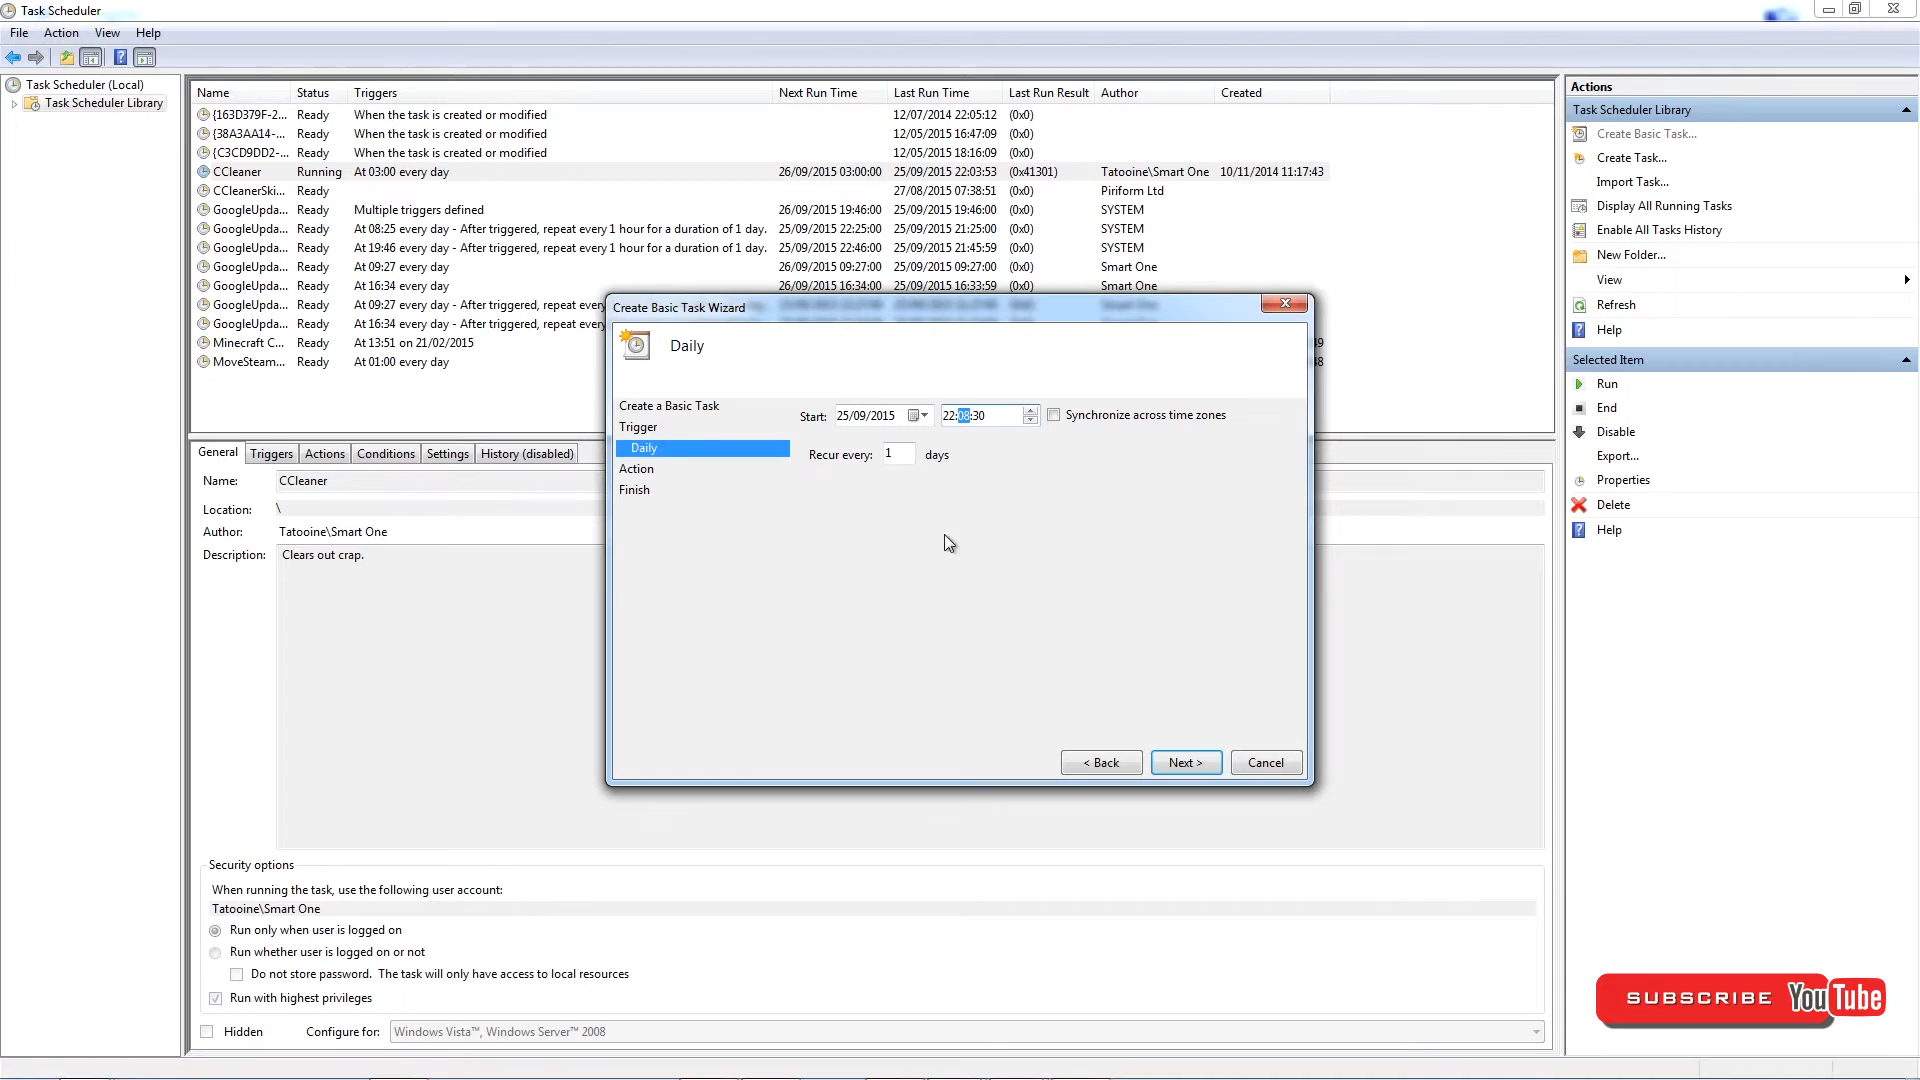 Task Scheduler
File Action View Help
Task Scheduler (Local)
Task Scheduler Library
Name Status Triggers Next Run Time Last Run Time Last Run Result Author Created
{163D379F-2... Ready When the task is created or modified 12/07/2014 22:05:12 (0x0)
{38A3AA14-... Ready When the task is created or modified 12/05/2015 16:47:09 (0x0)
{C3CD9DD2-... Ready When the task is created or modified 12/05/2015 18:16:09 (0x0)
CCleaner Running At 03:00 every day 26/09/2015 03:00:00 25/09/2015 22:03:53 (0x41301) Tatooine\Smart One 10/11/2014 11:17:43
CCleanerSki... Ready 27/08/2015 07:38:51 (0x0) Piriform Ltd
GoogleUpda... Ready Multiple triggers defined 26/09/2015 19:46:00 25/09/2015 19:46:00 (0x0) SYSTEM
GoogleUpda... Ready At 08:25 every day - After triggered, repeat every 1 hour for a duration of 1 day. 25/09/2015 22:25:00 25/09/2015 21:25:00 (0x0) SYSTEM
GoogleUpda... Ready At 19:46 every day - After triggered, repeat every 1 hour for a duration of 1 day. 25/09/2015 22:46:00 25/09/2015 21:45:59 (0x0) SYSTEM
GoogleUpda... Ready At 09:27 every day 26/09/2015 09:27:00 25/09/2015 09:27:00 (0x0) Smart One
GoogleUpda... Ready At 16:34 every day 26/09/2015 16:34:00 25/09/2015 16:33:59 (0x0) Smart One
GoogleUpda... Ready At 09:27 every day - After triggered, repeat every
GoogleUpda... Ready At 16:34 every day - After triggered, repeat every
Minecraft C... Ready At 13:51 on 21/02/2015 49
MoveSteam... Ready At 01:00 every day 48
General Triggers Actions Conditions Settings History (disabled)
Name: CCleaner
Location: \
Author: Tatooine\Smart One
Description: Clears out crap.
Security options
When running the task, use the following user account:
Tatooine\Smart One
Run only when user is logged on
Run whether user is logged on or not
Do not store password. The task will only have access to local resources
Run with highest privileges
Hidden Configure for: Windows Vista™, Windows Server™ 2008
Create Basic Task Wizard
Daily
Create a Basic Task
Trigger
Daily
Action
Finish
Start: 25/09/2015 22:08:30 Synchronize across time zones
Recur every: 1 days
< Back Next > Cancel
Actions
Task Scheduler Library
Create Basic Task...
Create Task...
Import Task...
Display All Running Tasks
Enable All Tasks History
New Folder...
View
Refresh
Help
Selected Item
Run
End
Disable
Export...
Properties
Delete
Help
SUBSCRIBE YouTube